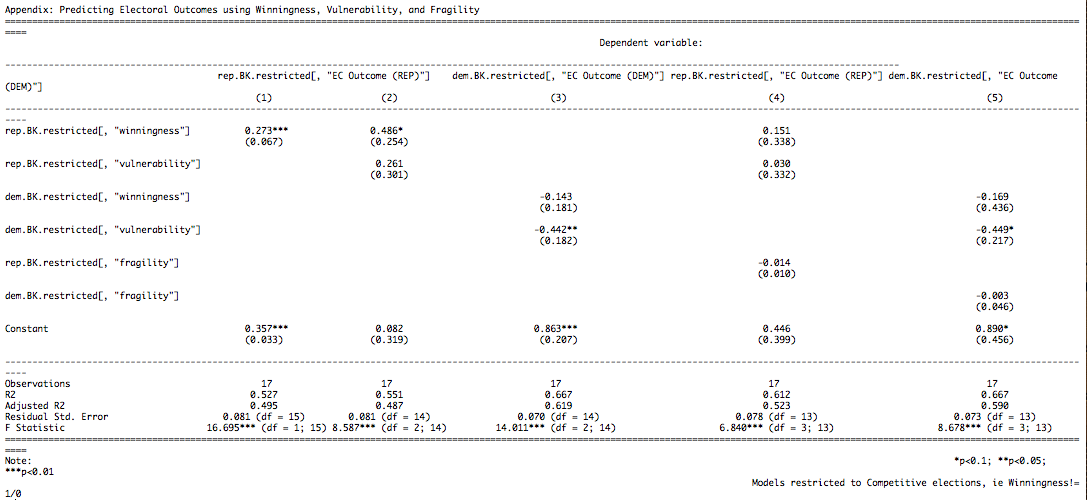 Appendix: Predicting Electoral Outcomes using Winningness, Vulnerability, and Fragility
====
Dependent variable:
rep.BK.restricted[, "EC Outcome (REP)"] dem.BK.restricted[, "EC Outcome (DEM)"] rep.BK.restricted[, "EC Outcome (REP)"] dem.BK.restricted[, "EC Outcome
(DEM)"]
(1) (2) (3) (4) (5)
----
rep.BK.restricted[, "winningness"] 0.273*** 0.486* 0.151
(0.067) (0.254) (0.338)
rep.BK.restricted[, "vulnerability"] 0.261 0.030
(0.301) (0.332)
dem.BK.restricted[, "winningness"] -0.143 -0.169
(0.181) (0.436)
dem.BK.restricted[, "vulnerability"] -0.442** -0.449*
(0.182) (0.217)
rep.BK.restricted[, "fragility"] -0.014
(0.010)
dem.BK.restricted[, "fragility"] -0.003
(0.046)
Constant 0.357*** 0.082 0.863*** 0.446 0.890*
(0.033) (0.319) (0.207) (0.399) (0.456)
----
Observations 17 17 17 17 17
R2 0.527 0.551 0.667 0.612 0.667
Adjusted R2 0.495 0.487 0.619 0.523 0.590
Residual Std. Error 0.081 (df = 15) 0.081 (df = 14) 0.070 (df = 14) 0.078 (df = 13) 0.073 (df = 13)
F Statistic 16.695*** (df = 1; 15) 8.587*** (df = 2; 14) 14.011*** (df = 2; 14) 6.840*** (df = 3; 13) 8.678*** (df = 3; 13)
====
Note: *p<0.1; **p<0.05;
***p<0.01
Models restricted to Competitive elections, ie Winningness!=
1/0